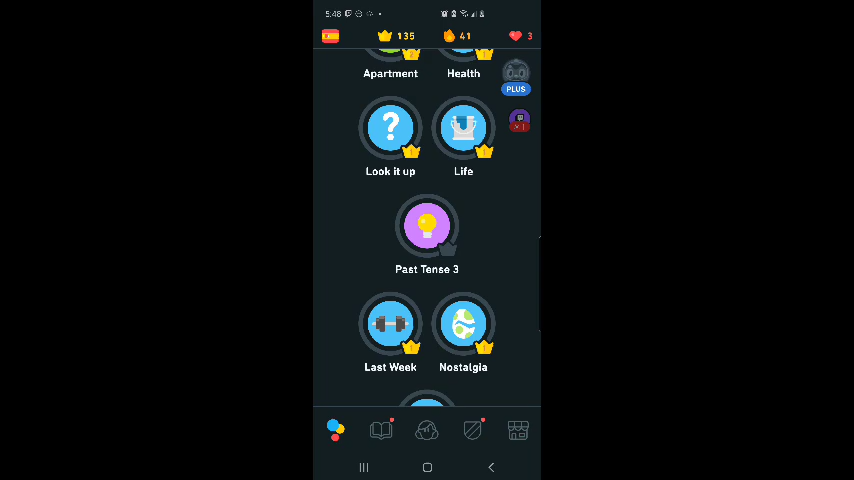 5:48
135 41 3
Apartment Health
PLUS
Look it up Life
Past Tense 3
Last Week Nostalgia